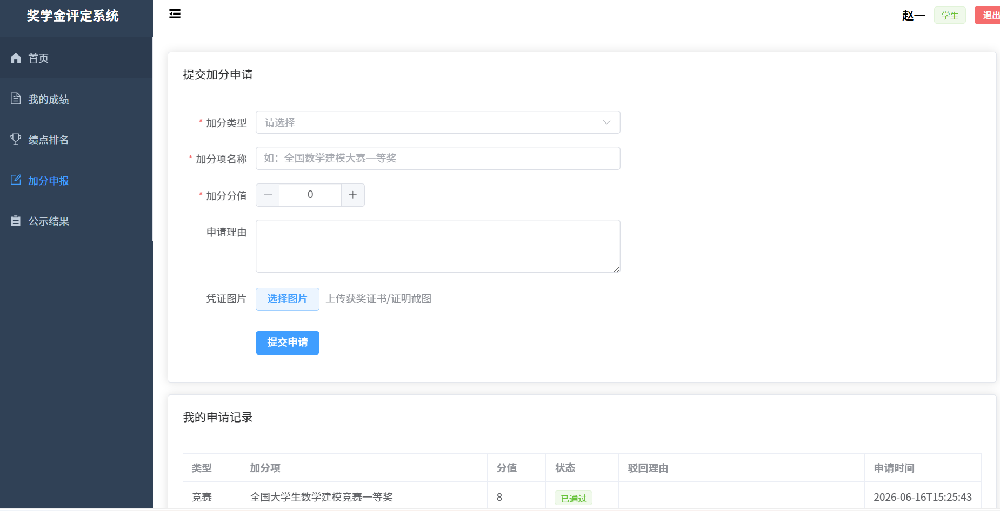 奖学金评定系统
赵一 学生 退出
首页
我的成绩
绩点排名
加分申报
公示结果
提交加分申请
* 加分类型 请选择
* 加分项名称 如：全国数学建模大赛一等奖
* 加分分值 0
申请理由
凭证图片 选择图片 上传获奖证书/证明截图
提交申请
我的申请记录
类型 加分项 分值 状态 驳回理由 申请时间
竞赛 全国大学生数学建模竞赛一等奖 8 已通过 2026-06-16T15:25:43